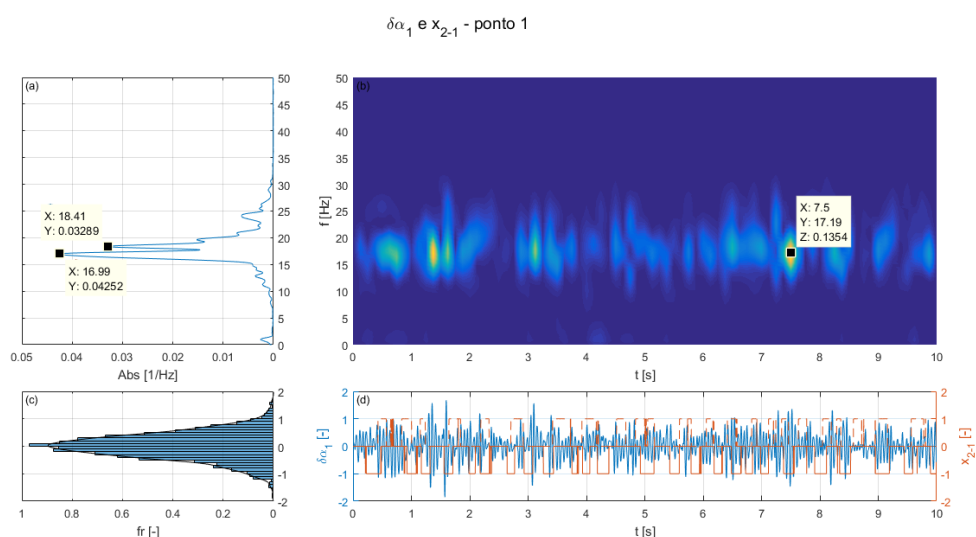 δα₁ e x₂₋₁ - ponto 1
(a)
50
45
40
35
30
25
20
15
10
5
0
f [Hz]
X: 18.41
Y: 0.03289
X: 16.99
Y: 0.04252
0.05 0.04 0.03 0.02 0.01 0
Abs [1/Hz]
(b)
50
45
40
35
30
25
20
15
10
5
0
f [Hz]
X: 7.5
Y: 17.19
Z: 0.1354
0 1 2 3 4 5 6 7 8 9 10
t [s]
(c)
2
1
0
-1
-2
1 0.8 0.6 0.4 0.2 0
fr [-]
(d)
2
1
0
-1
-2
δα₁ [-]
2
1
0
-1
-2
x₂₋₁ [-]
0 1 2 3 4 5 6 7 8 9 10
t [s]